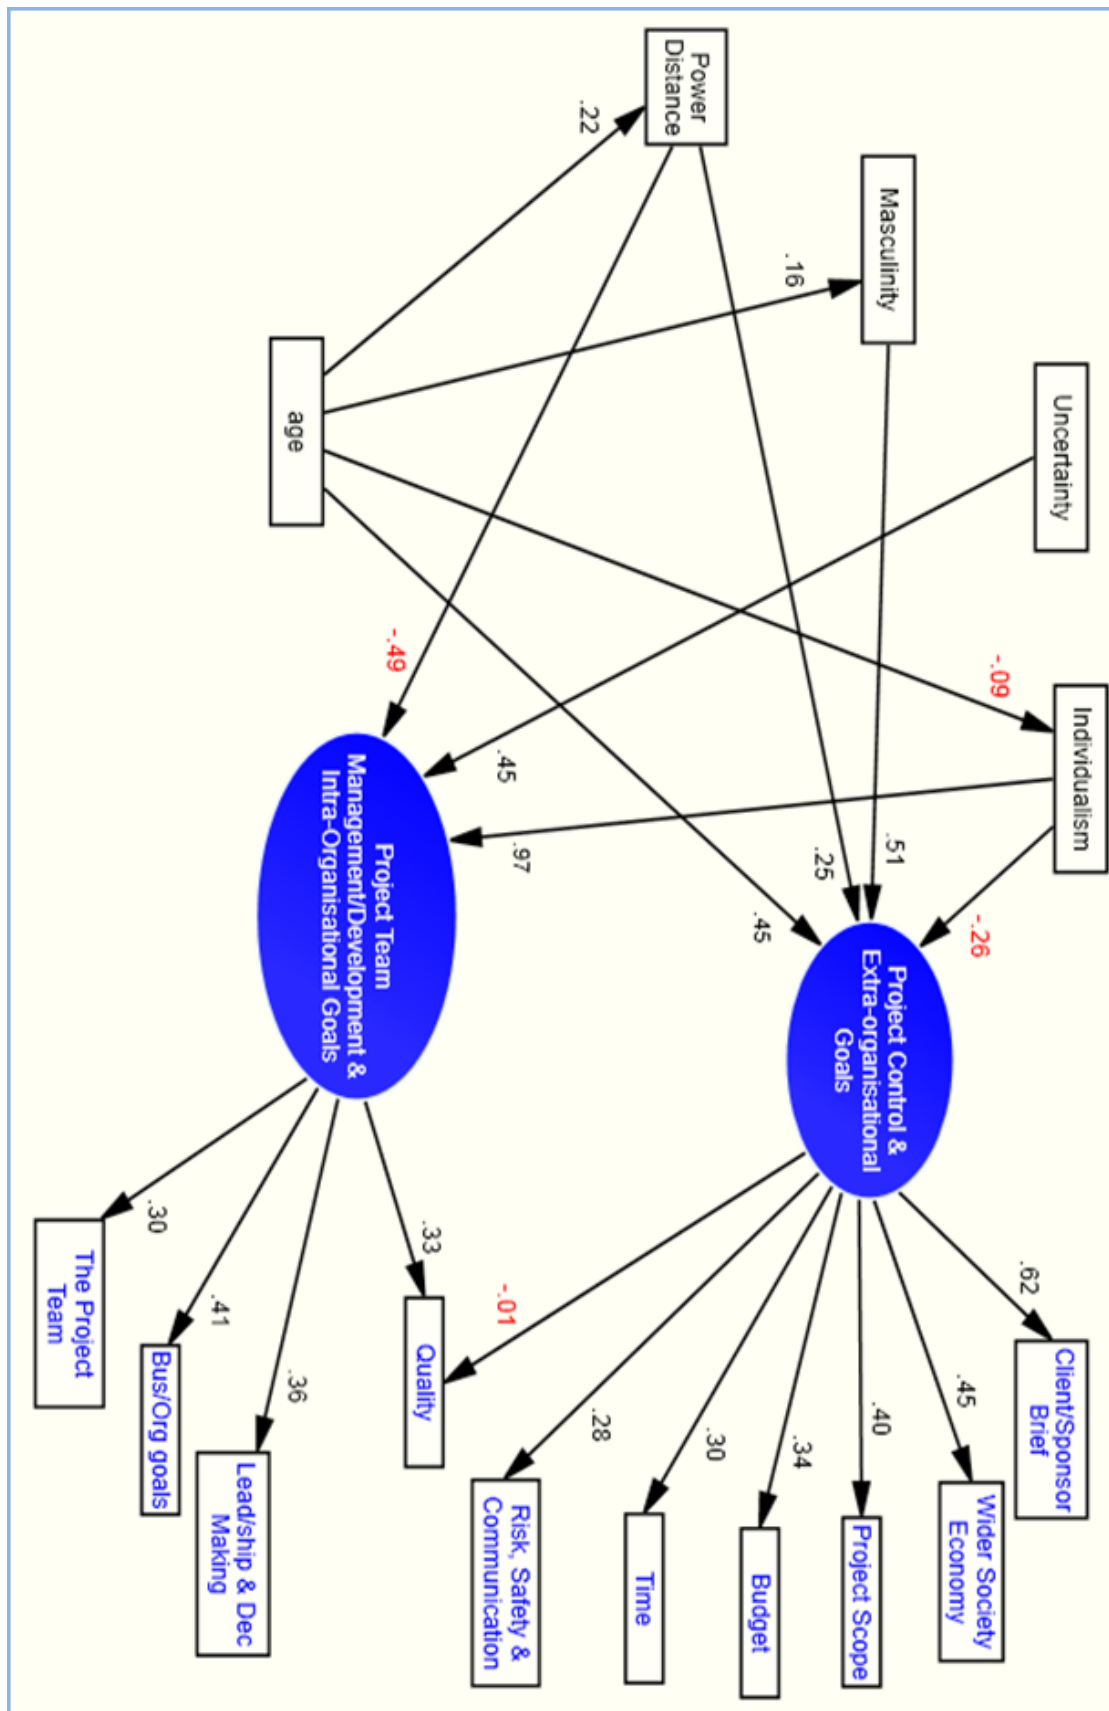 Power
Distance
.22
Masculinity
.16
Uncertainty
age
Individualism
-.09
-.49
.45
.97
.51
.25
.45
-.26
Project Team
Management/Development &
Intra-Organisational Goals
Project Control &
Extra-organisational
Goals
.62
.45
.40
.34
.30
.28
-.01
.33
.36
.41
.30
Client/Sponsor
Brief
Wider Society
Economy
Project Scope
Budget
Time
Risk, Safety &
Communication
Quality
Lead/ship & Dec
Making
Bus/Org goals
The Project
Team